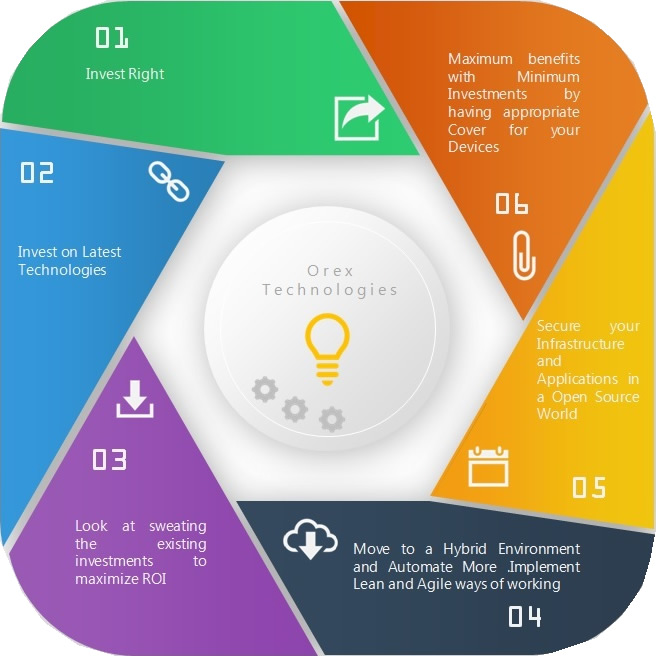 01
Invest Right
02
Invest on Latest
Technologies
03
Look at sweating
the existing
investments to
maximize ROI
Move to a Hybrid Environment
and Automate More .Implement
Lean and Agile ways of working
04
Secure your
Infrastructure
and
Applications in
a Open Source
World
05
Maximum benefits
with Minimum
Investments by
having appropriate
Cover for your
Devices
06
Orex
Technologies